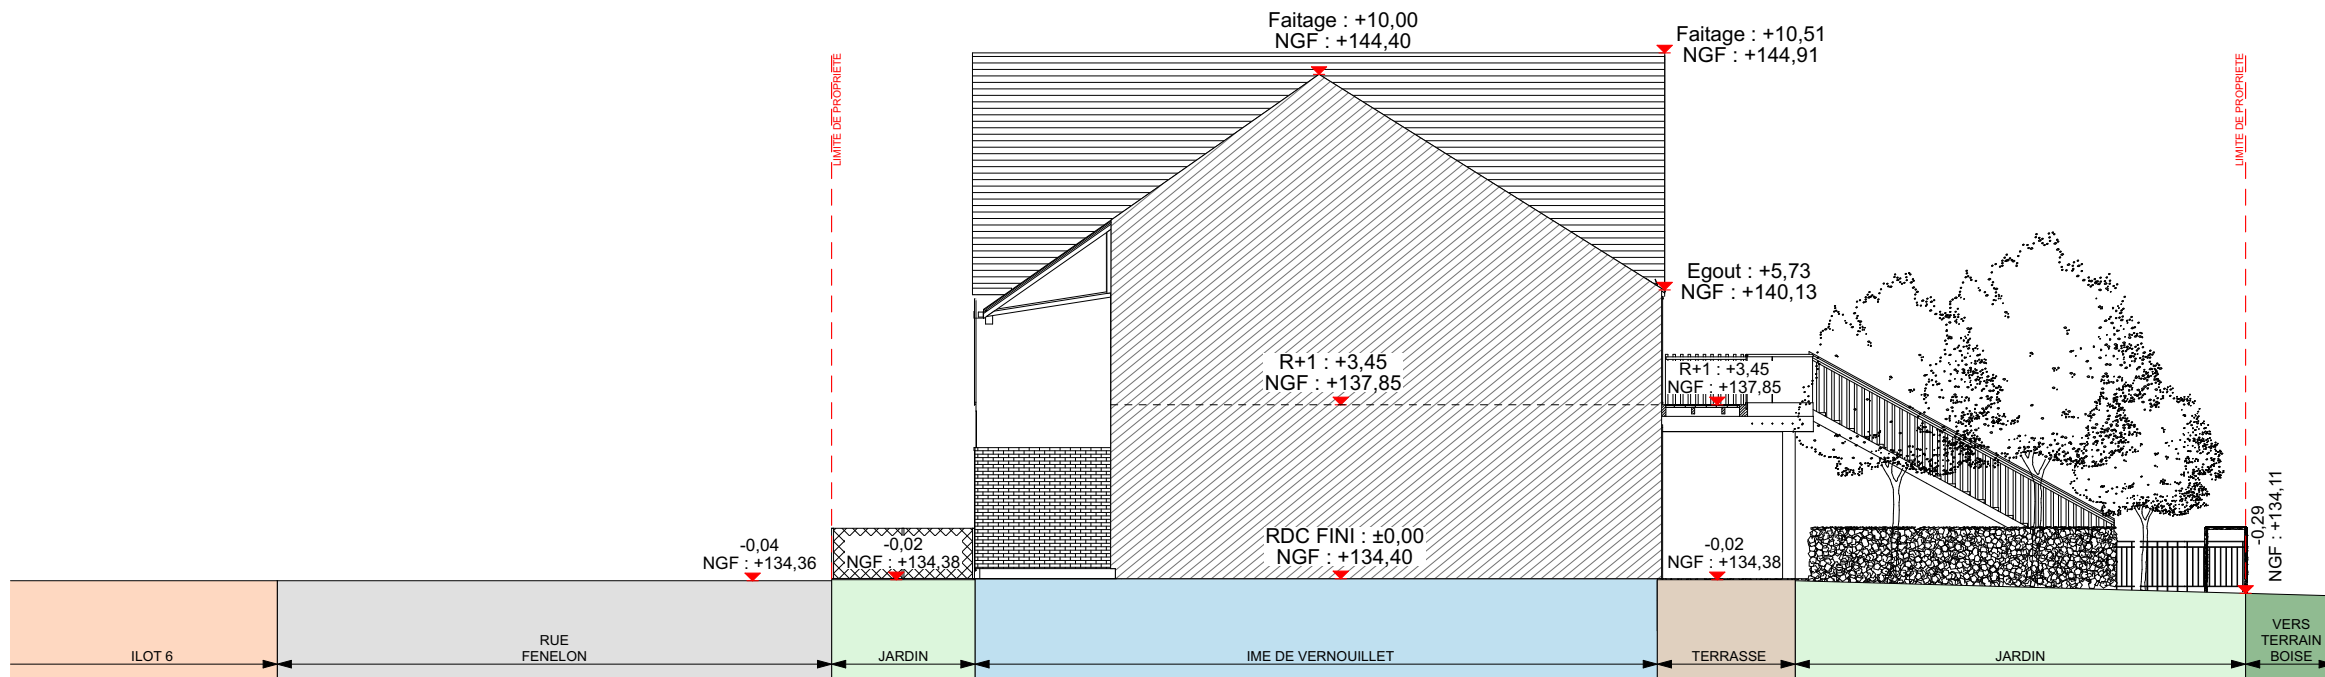 Faitage : +10,00
NGF : +144,40
Faitage : +10,51
NGF : +144,91
LIMITE DE PROPRIETE
LIMITE DE PROPRIETE
Egout : +5,73
NGF : +140,13
R+1 : +3,45
NGF : +137,85
R+1 : +3,45
NGF : +137,85
-0,04
NGF : +134,36
-0,02
NGF : +134,38
RDC FINI : ±0,00
NGF : +134,40
-0,02
NGF : +134,38
-0,29
NGF : +134,11
ILOT 6
RUE
FENELON
JARDIN
IME DE VERNOUILLET
TERRASSE
JARDIN
VERS
TERRAIN
BOISE